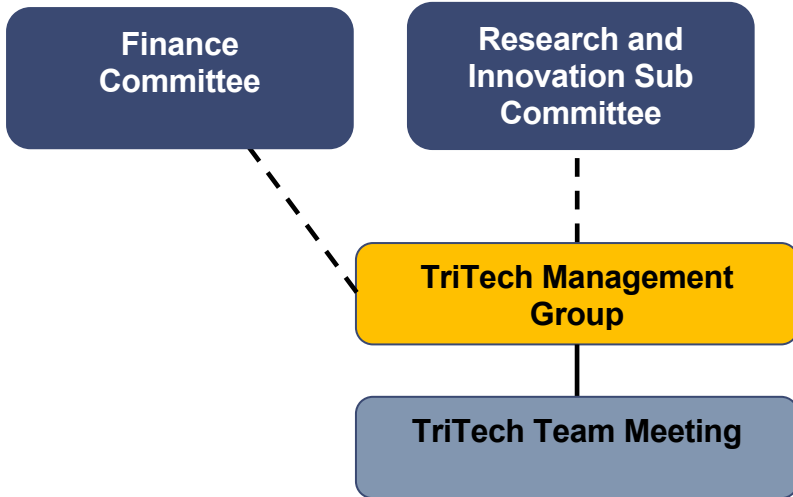 Finance
Committee
Research and
Innovation Sub
Committee
TriTech Management
Group
TriTech Team Meeting